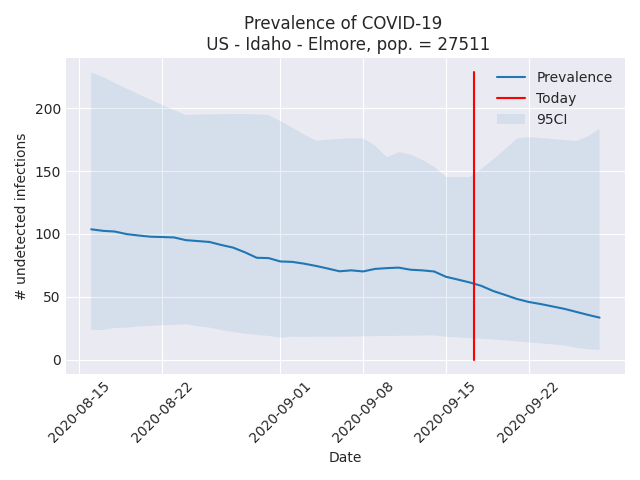 Prevalence of COVID-19
US - Idaho - Elmore, pop. = 27511
Prevalence
Today
95CI
# undetected infections
200
150
100
50
0
2020-08-15
2020-08-22
2020-09-01
2020-09-08
2020-09-15
2020-09-22
Date